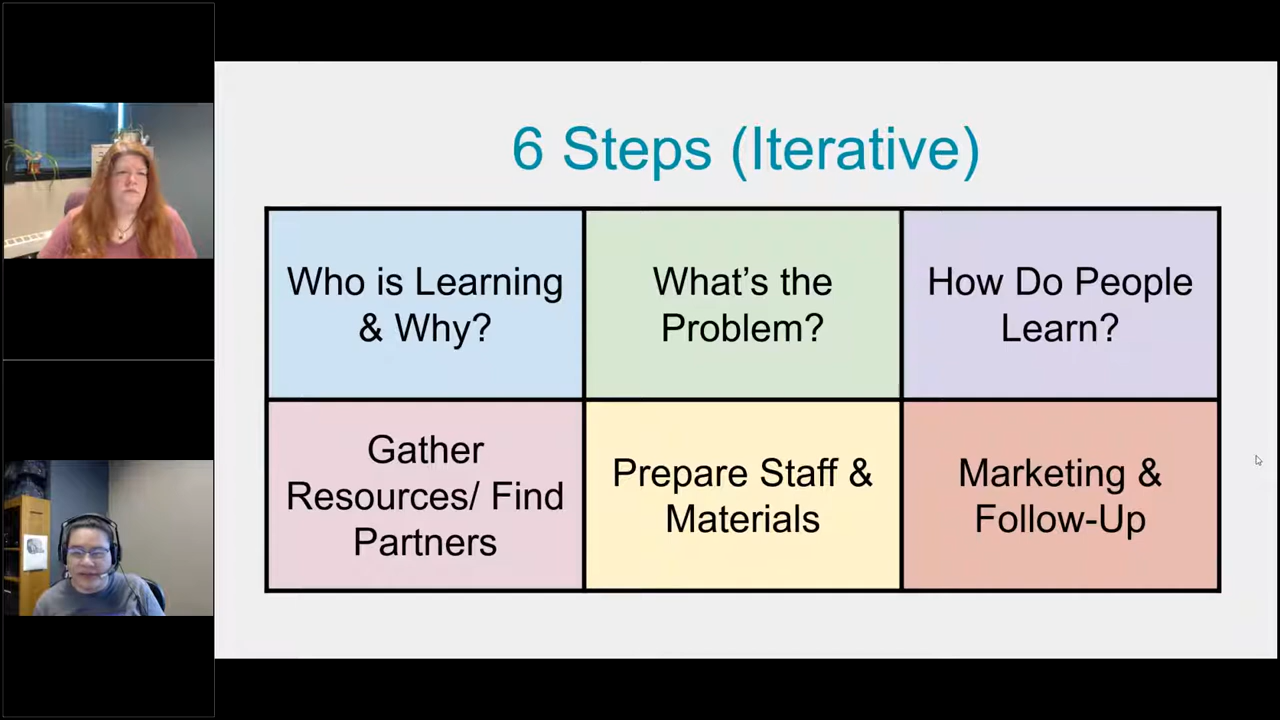 6 Steps (Iterative)
Who is Learning
& Why?
What’s the
Problem?
How Do People
Learn?
Gather
Resources/ Find
Partners
Prepare Staff &
Materials
Marketing &
Follow-Up